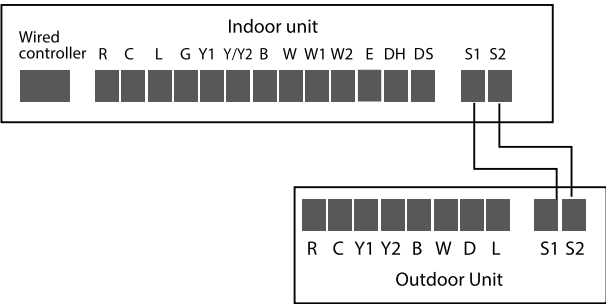 Indoor unit
Wired
controller R C L G Y1 Y/Y2 B W W1 W2 E DH DS S1 S2
R C Y1 Y2 B W D L S1 S2
Outdoor Unit